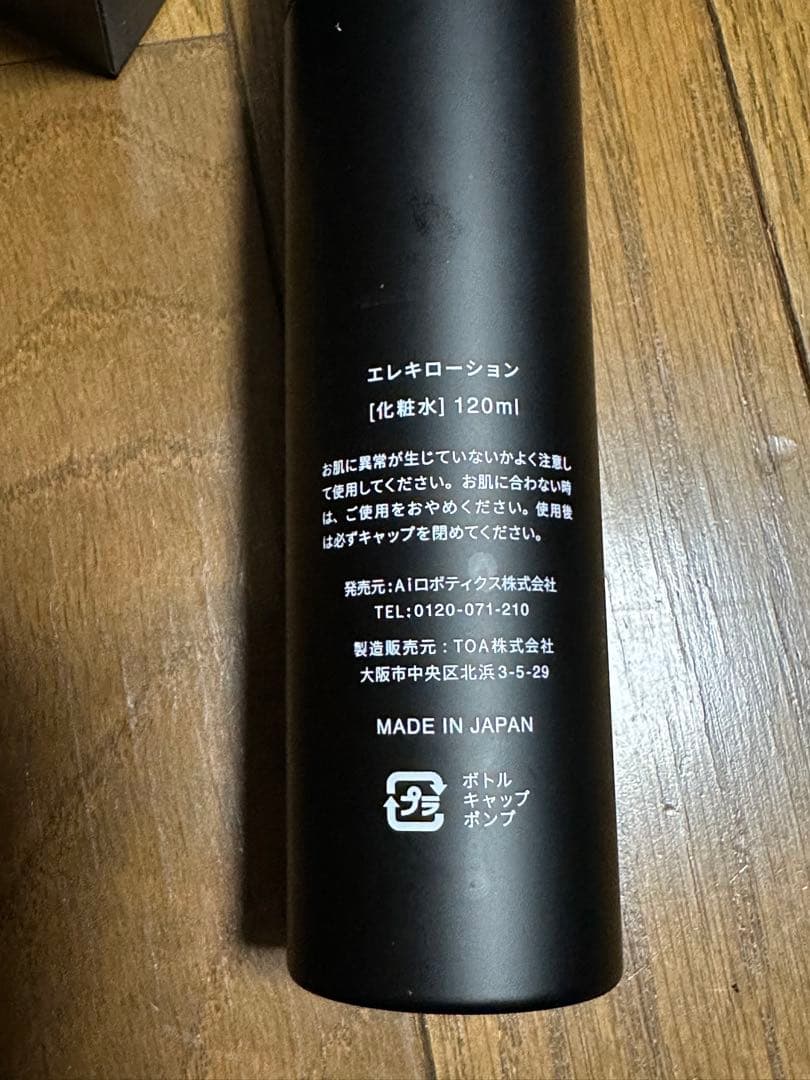 エレキローション
[化粧水] 120ml
お肌に異常が生じていないかよく注意し
て使用してください。お肌に合わない時
は、ご使用をおやめください。使用後
は必ずキャップを閉めてください。
発売元:Aiロボティクス株式会社
TEL:0120-071-210
製造販売元:TOA株式会社
大阪市中央区北浜3-5-29
MADE IN JAPAN
プラ
ボトル
キャップ
ポンプ